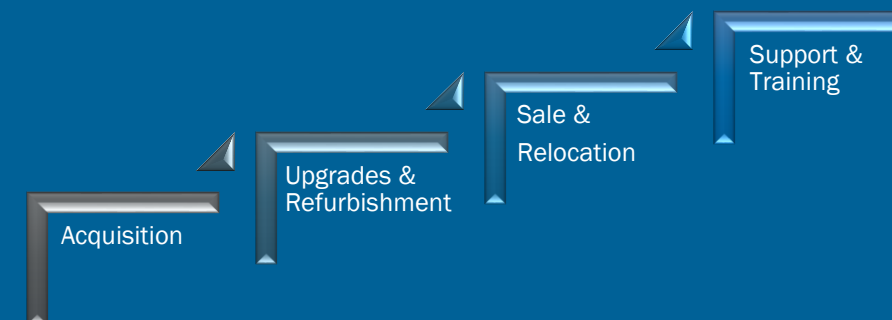 Acquisition
Upgrades &
Refurbishment
Sale &
Relocation
Support &
Training